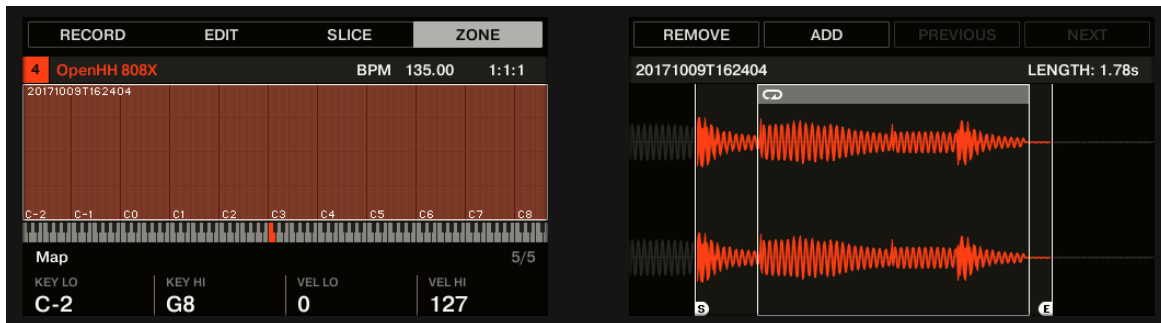 RECORD EDIT SLICE ZONE
4 OpenHH 808X BPM 135.00 1:1:1
20171009T162404
C-2 C-1 C0 C1 C2 C3 C4 C5 C6 C7 C8
Map 5/5
KEY LO KEY HI VEL LO VEL HI
C-2 G8 0 127
REMOVE ADD PREVIOUS NEXT
20171009T162404 LENGTH: 1.78s
S E